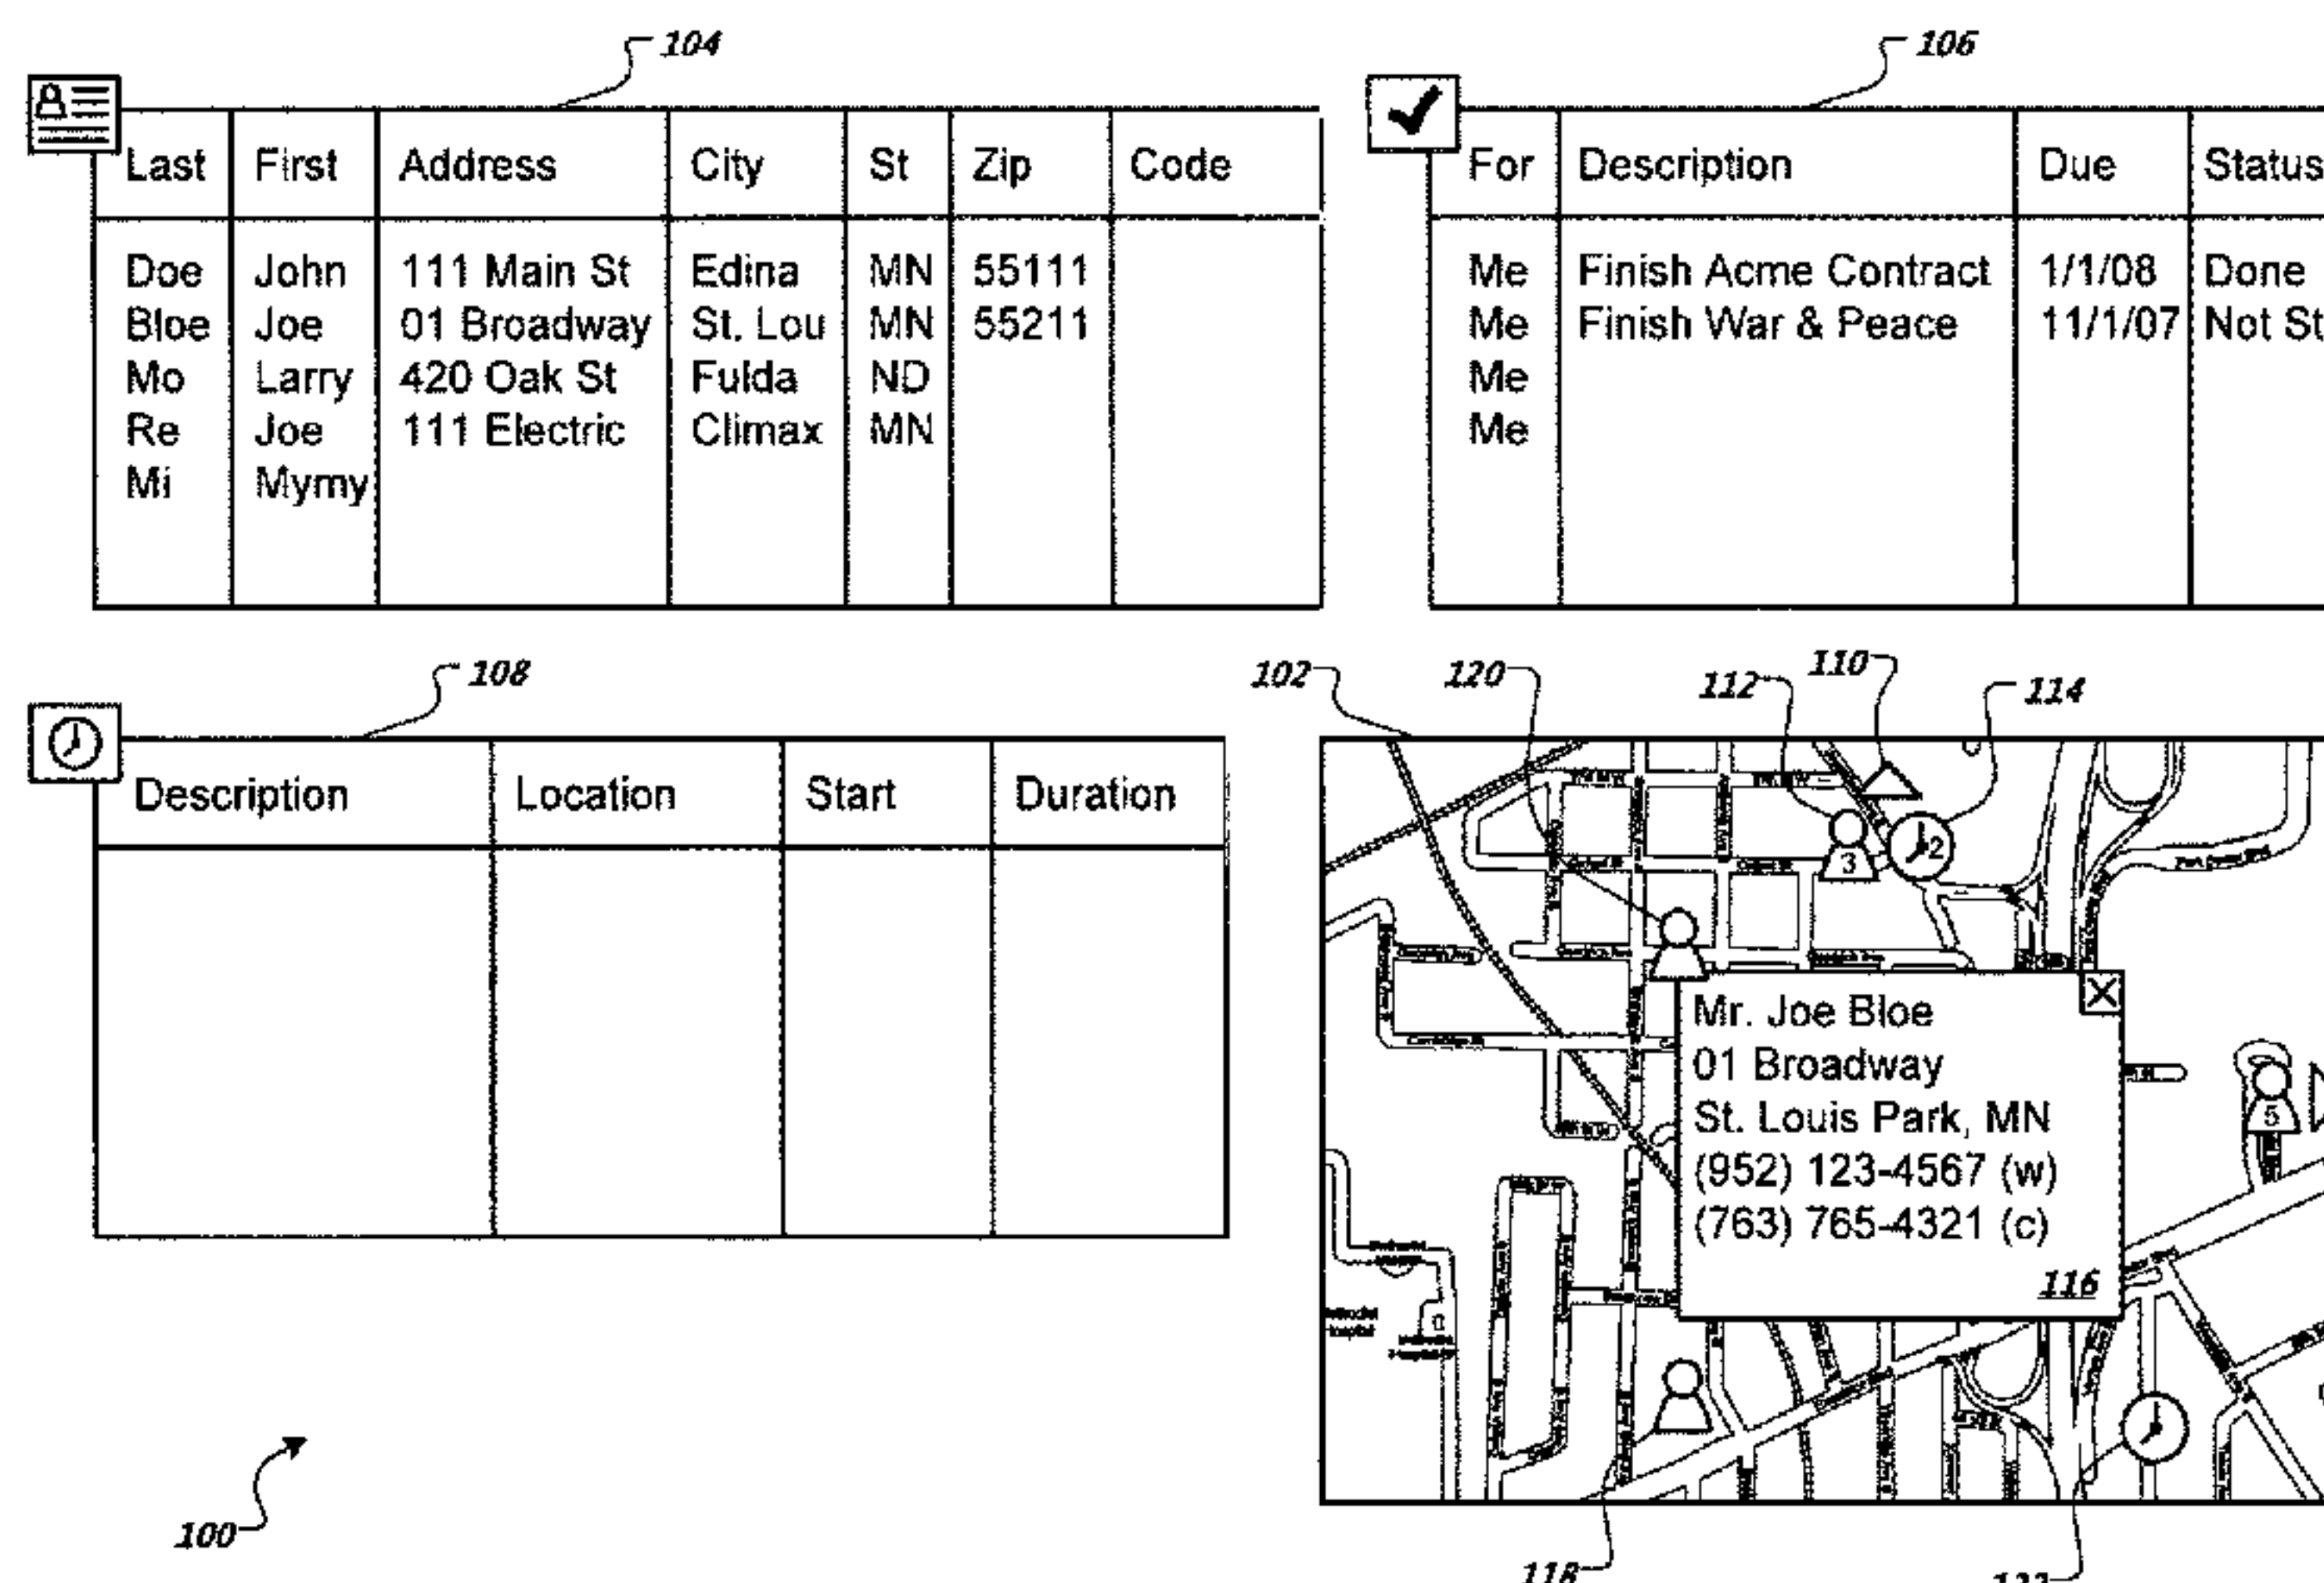 104
Last First Address City St Zip Code
Doe John 111 Main St Edina MN 55111
Bloe Joe 01 Broadway St. Lou MN 55211
Mo Larry 420 Oak St Fulda ND
Re Joe 111 Electric Climax MN
Mi Mymy
106
For Description Due Status
Me Finish Acme Contract 1/1/08 Done
Me Finish War & Peace 11/1/07 Not St
Me
Me
108
Description Location Start Duration
102 120 112 110 114
3 2
Mr. Joe Bloe
01 Broadway
St. Louis Park, MN
(952) 123-4567 (w)
(763) 765-4321 (c)
116
5
100
118